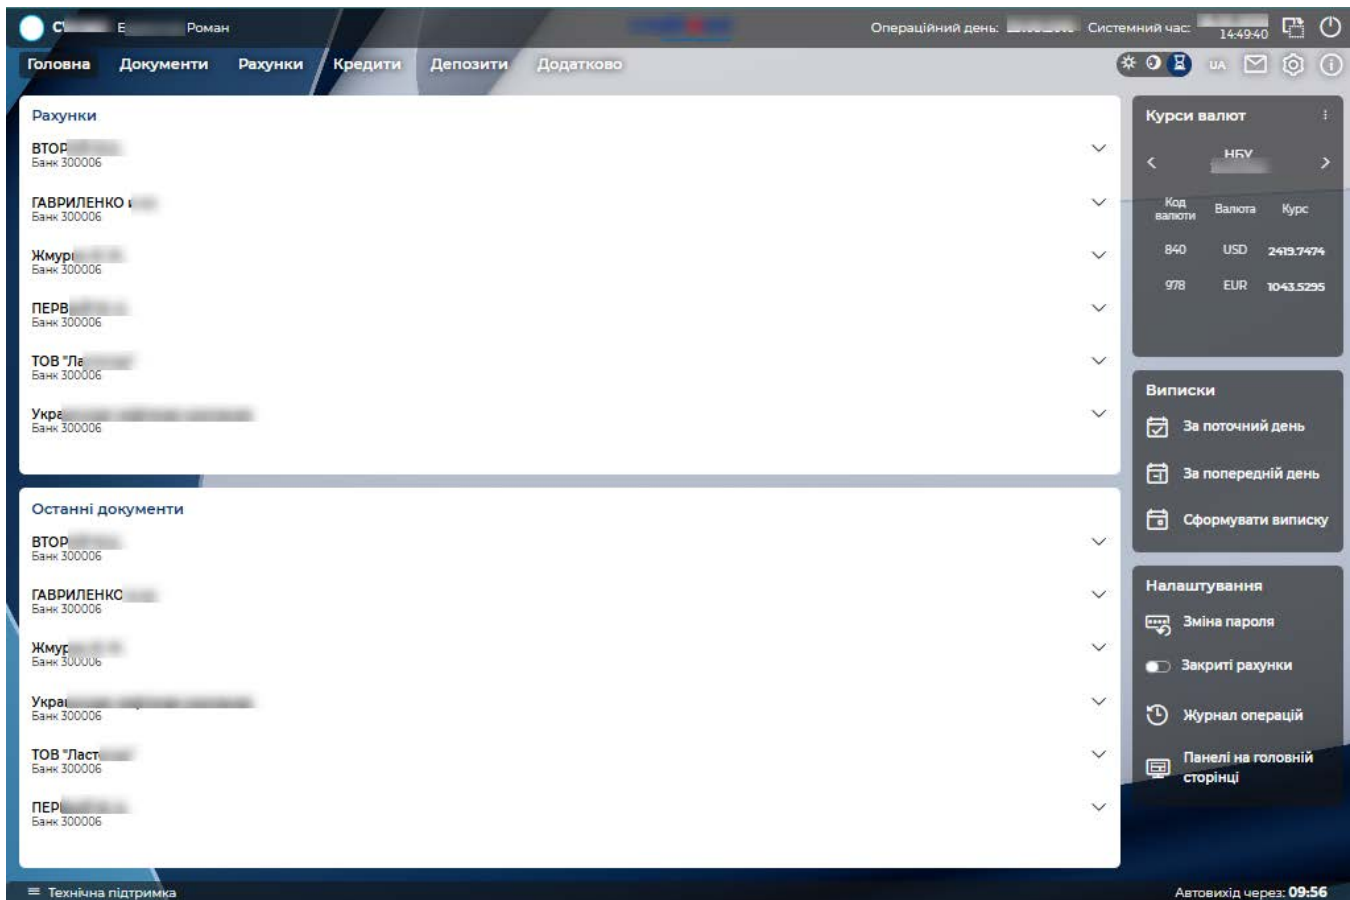 Роман
Операційний день:
Системний час:
14:49:40
Головна Документи Рахунки Кредити Депозити Додатково
UA
Рахунки
ВТОР
Банк 300006
ГАВРИЛЕНКО
Банк 300006
Жмур
Банк 300006
ПЕРВ
Банк 300006
ТОВ "Ла
Банк 300006
Укра
Банк 300006
Останні документи
ВТОР
Банк 300006
ГАВРИЛЕНКО
Банк 300006
Жмур
Банк 300006
Украї
Банк 300006
ТОВ "Ласт
Банк 300006
ПЕР
Банк 300006
Курси валют
НБУ
Код валюти Валюта Курс
840 USD 2419.7474
978 EUR 1043.5295
Виписки
За поточний день
За попередній день
Сформувати виписку
Налаштування
Зміна пароля
Закриті рахунки
Журнал операцій
Панелі на головній
сторінці
Технічна підтримка
Автовихід через: 09:56